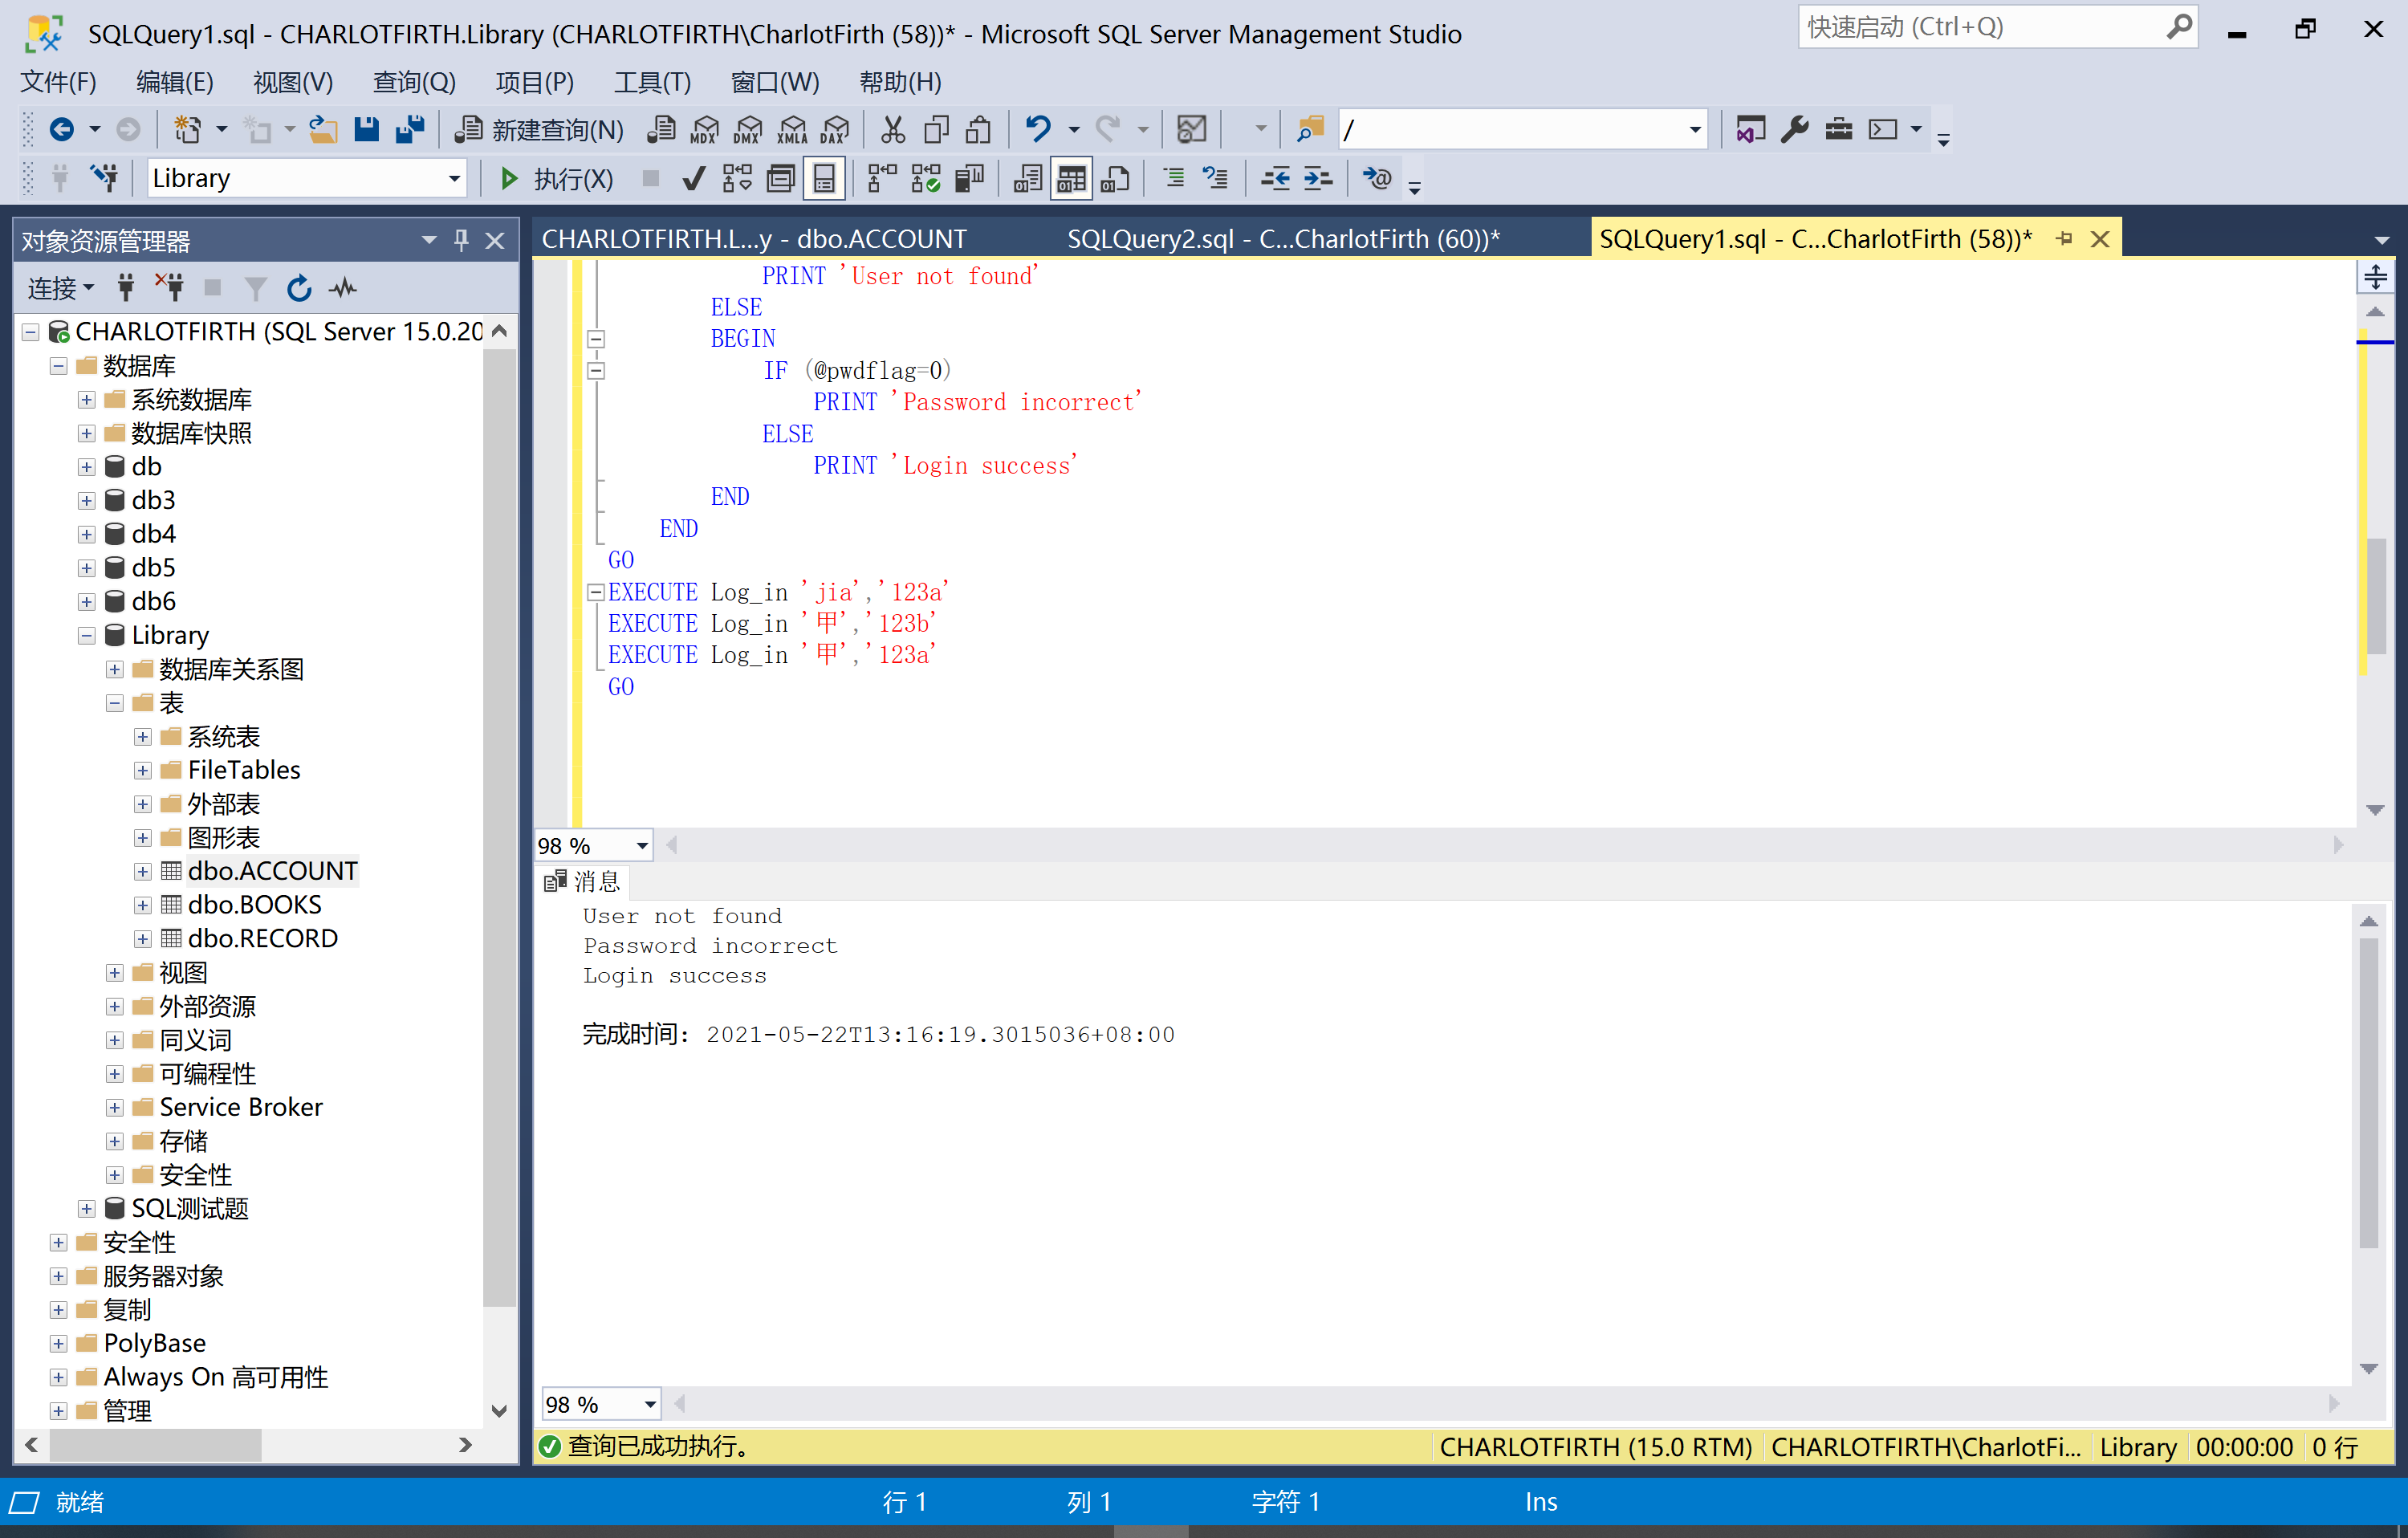 SQLQuery1.sql - CHARLOTFIRTH.Library (CHARLOTFIRTH\CharlotFirth (58))* - Microsoft SQL Server Management Studio
快速启动 (Ctrl+Q)
文件(F) 编辑(E) 视图(V) 查询(Q) 项目(P) 工具(T) 窗口(W) 帮助(H)
新建查询(N) MDX DMX XMLA DAX /
Library 执行(X)
对象资源管理器
连接
CHARLOTFIRTH (SQL Server 15.0.20
数据库
系统数据库
数据库快照
db
db3
db4
db5
db6
Library
数据库关系图
表
系统表
FileTables
外部表
图形表
dbo.ACCOUNT
dbo.BOOKS
dbo.RECORD
视图
外部资源
同义词
可编程性
Service Broker
存储
安全性
SQL测试题
安全性
服务器对象
复制
PolyBase
Always On 高可用性
管理
CHARLOTFIRTH.L...y - dbo.ACCOUNT SQLQuery2.sql - C...CharlotFirth (60))* SQLQuery1.sql - C...CharlotFirth (58))*
PRINT 'User not found'
ELSE
BEGIN
IF (@pwdflag=0)
PRINT 'Password incorrect'
ELSE
PRINT 'Login success'
END
END
GO
EXECUTE Log_in 'jia','123a'
EXECUTE Log_in '甲','123b'
EXECUTE Log_in '甲','123a'
GO
98 %
消息
User not found
Password incorrect
Login success
完成时间: 2021-05-22T13:16:19.3015036+08:00
98 %
查询已成功执行。 CHARLOTFIRTH (15.0 RTM) CHARLOTFIRTH\CharlotFi... Library 00:00:00 0 行
就绪 行 1 列 1 字符 1 Ins